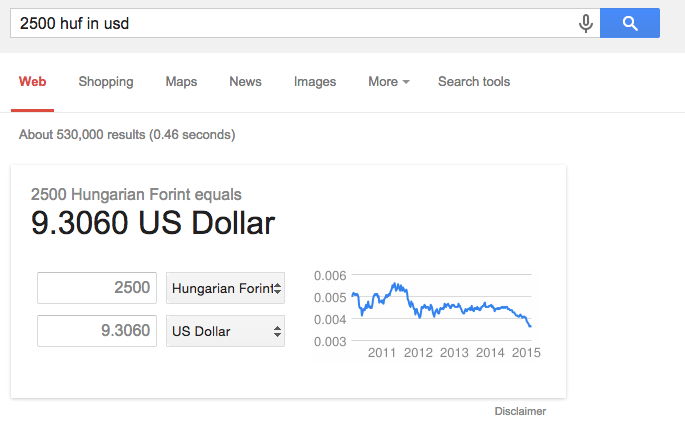 2500 huf in usd
Web Shopping Maps News Images More Search tools
About 530,000 results (0.46 seconds)
2500 Hungarian Forint equals
9.3060 US Dollar
2500 Hungarian Forint
9.3060 US Dollar
0.006
0.005
0.004
0.003
2011 2012 2013 2014 2015
Disclaimer